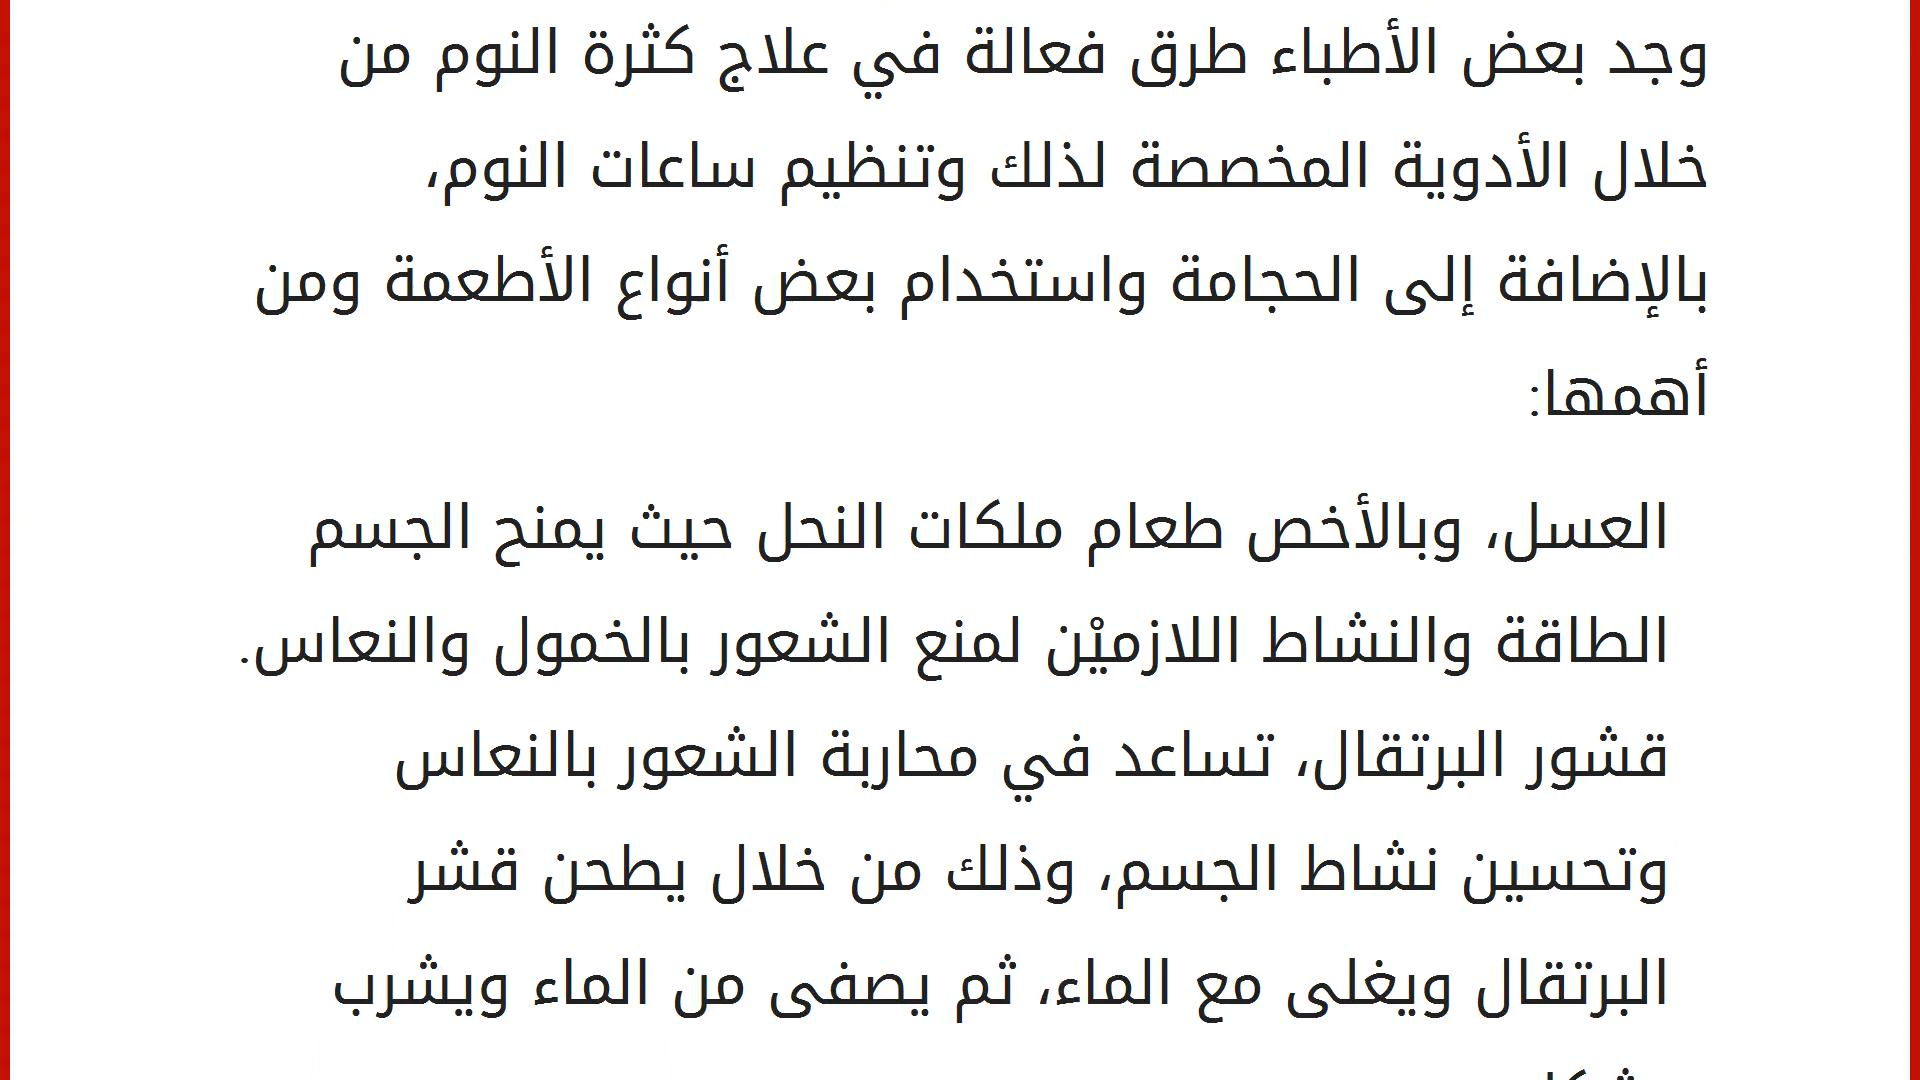 وجد بعض الأطباء طرق فعالة في علاج كثرة النوم من
خلال الأدوية المخصصة لذلك وتنظيم ساعات النوم،
بالإضافة إلى الحجامة واستخدام بعض أنواع الأطعمة ومن
أهمها:
العسل، وبالأخص طعام ملكات النحل حيث يمنح الجسم
الطاقة والنشاط اللازميْن لمنع الشعور بالخمول والنعاس.
قشور البرتقال، تساعد في محاربة الشعور بالنعاس
وتحسين نشاط الجسم، وذلك من خلال يطحن قشر
البرتقال ويغلى مع الماء، ثم يصفى من الماء ويشرب